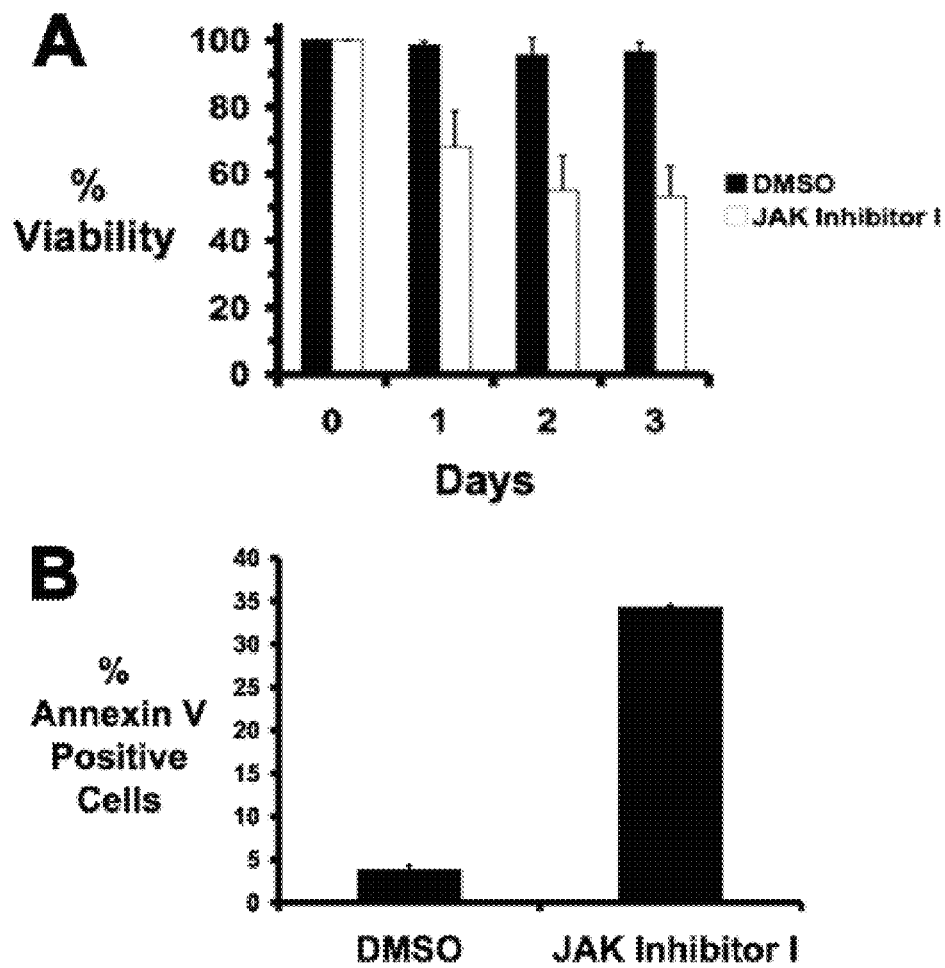 A
100
80
60
40
20
0
%
Viability
DMSO
JAK Inhibitor I
0 1 2 3
Days
B
40
35
30
25
20
15
10
5
0
%
Annexin V
Positive
Cells
DMSO JAK Inhibitor I